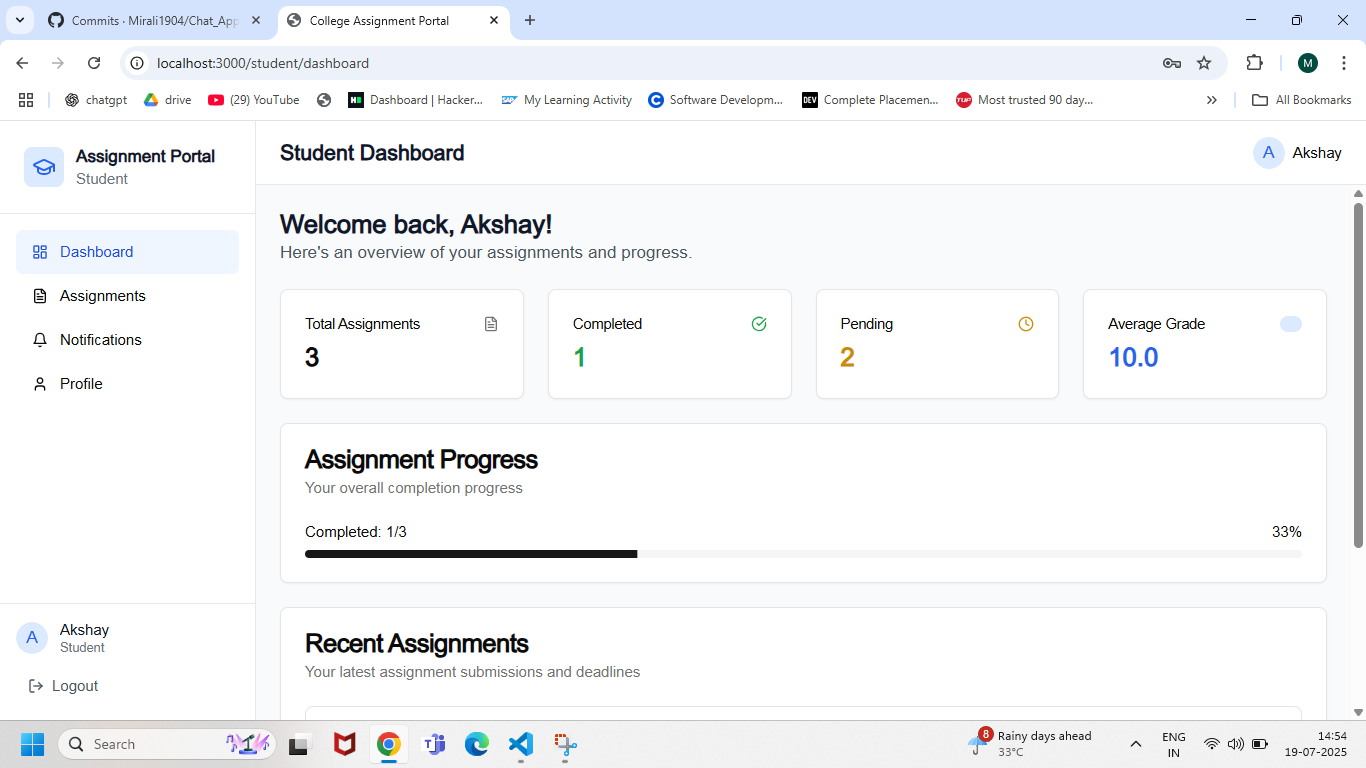 Commits · Mirali1904/Chat_App
College Assignment Portal
localhost:3000/student/dashboard
M
chatgpt
drive
(29) YouTube
Dashboard | Hacker...
My Learning Activity
Software Developm...
DEV
Complete Placemen...
TUP
Most trusted 90 day...
All Bookmarks
Assignment Portal
Student
Student Dashboard
A
Akshay
Dashboard
Assignments
Notifications
Profile
Welcome back, Akshay!
Here's an overview of your assignments and progress.
Total Assignments
3
Completed
1
Pending
2
Average Grade
10.0
Assignment Progress
Your overall completion progress
Completed: 1/3
33%
Recent Assignments
Your latest assignment submissions and deadlines
A
Akshay
Student
Logout
Search
8
Rainy days ahead
33°C
ENG
IN
14:54
19-07-2025